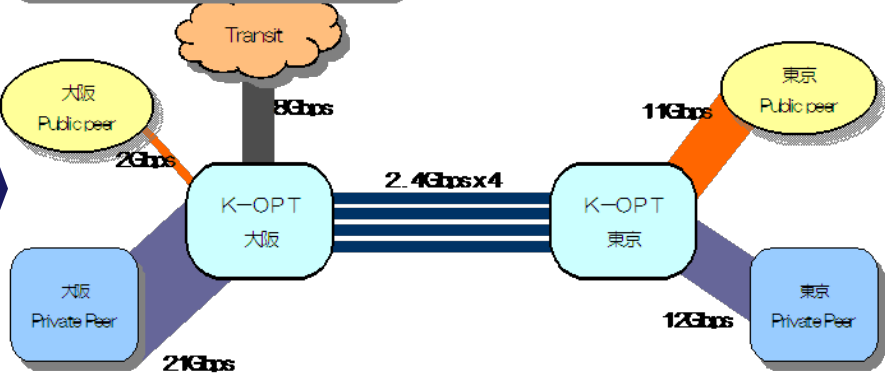 Transit
大阪
Public peer
8Gbps
2Gbps
東京
Public peer
11Gbps
K－OPT
大阪
2.4Gbps x 4
K－OPT
東京
大阪
Private Peer
21Gbps
12Gbps
東京
Private Peer